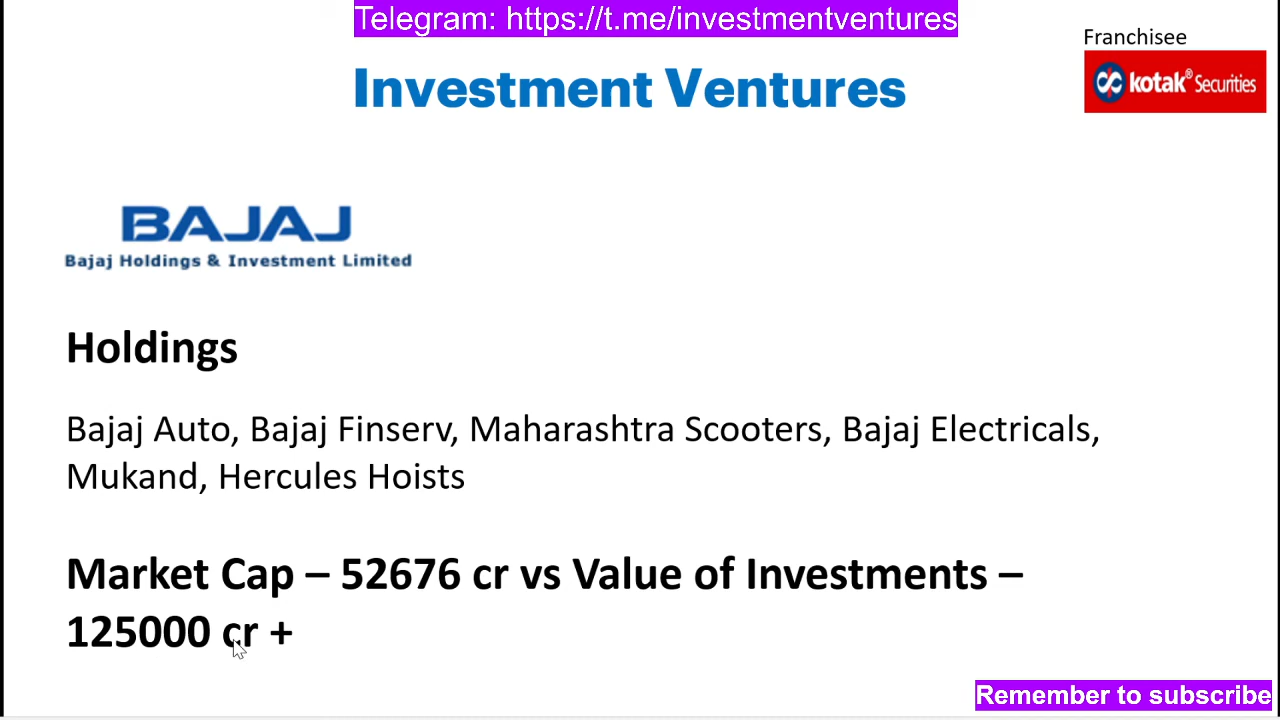 Telegram: https://t.me/investmentventures
Franchisee
Investment Ventures
kotak® Securities
BAJAJ
Bajaj Holdings & Investment Limited
Holdings
Bajaj Auto, Bajaj Finserv, Maharashtra Scooters, Bajaj Electricals,
Mukand, Hercules Hoists
Market Cap – 52676 cr vs Value of Investments –
125000 cr +
Remember to subscribe